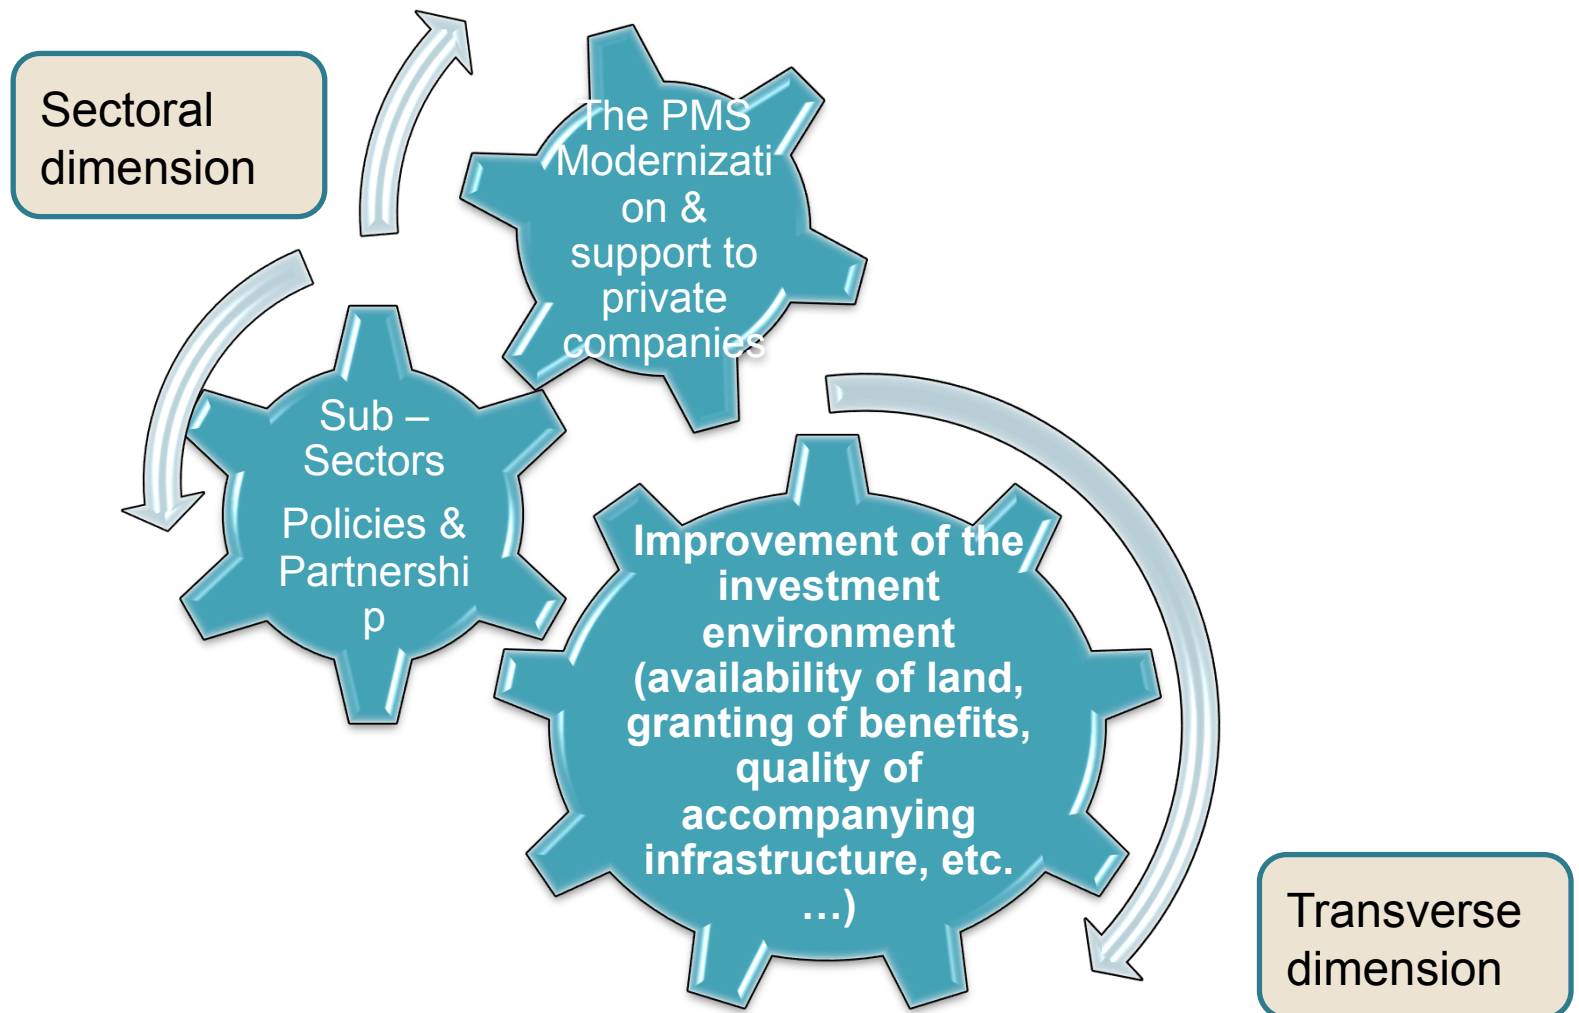 Sectoral
dimension
The PMS
Modernizati
on &
support to
private
companies
Sub –
Sectors
Policies &
Partnershi
p
Improvement of the
investment
environment
(availability of land,
granting of benefits,
quality of
accompanying
infrastructure, etc.
…)
Transverse
dimension